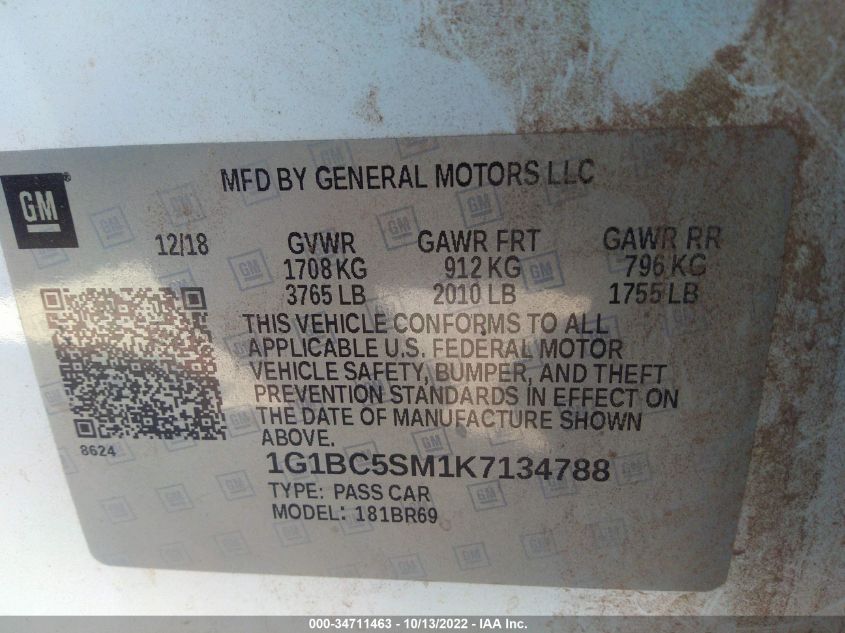 MFD BY GENERAL MOTORS LLC
GM
12/18 GVWR GAWR FRT GAWR RR
1708 KG 912 KG 796 KG
3765 LB 2010 LB 1755 LB
THIS VEHICLE CONFORMS TO ALL
APPLICABLE U.S. FEDERAL MOTOR
VEHICLE SAFETY, BUMPER, AND THEFT
PREVENTION STANDARDS IN EFFECT ON
THE DATE OF MANUFACTURE SHOWN
ABOVE.
8624
1G1BC5SM1K7134788
TYPE: PASS CAR
MODEL: 181BR69
000-34711463 - 10/13/2022 - IAA Inc.